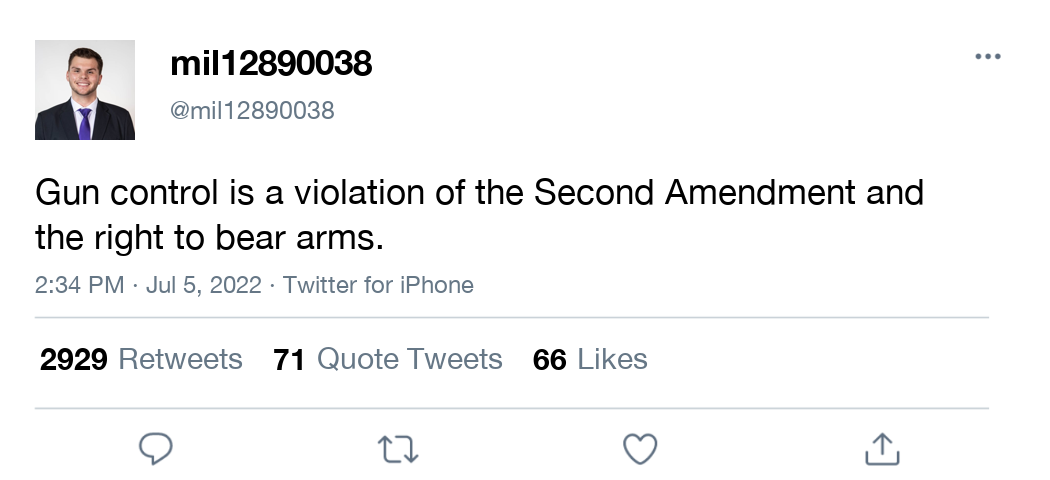 mil12890038
@mil12890038
Gun control is a violation of the Second Amendment and
the right to bear arms.
2:34 PM · Jul 5, 2022 · Twitter for iPhone
2929 Retweets 71 Quote Tweets 66 Likes